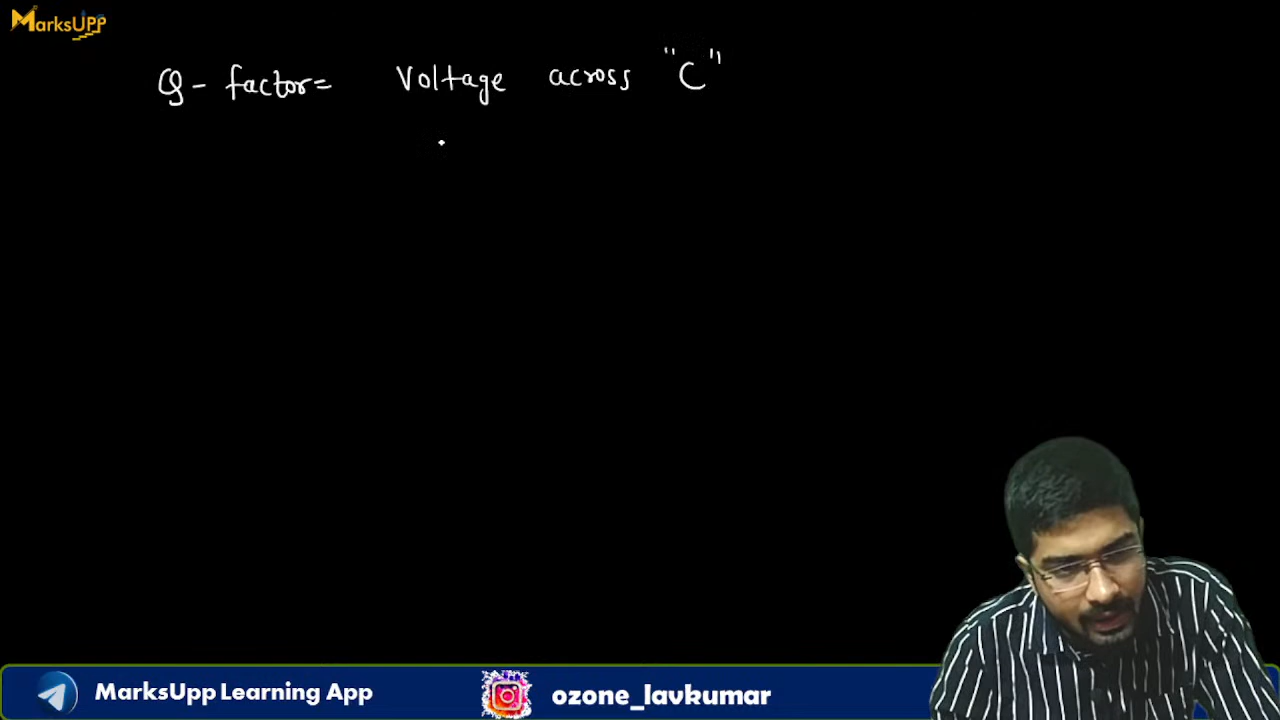 MarksUPP
Q- factor= Voltage across "C"
MarksUpp Learning App
ozone_lavkumar